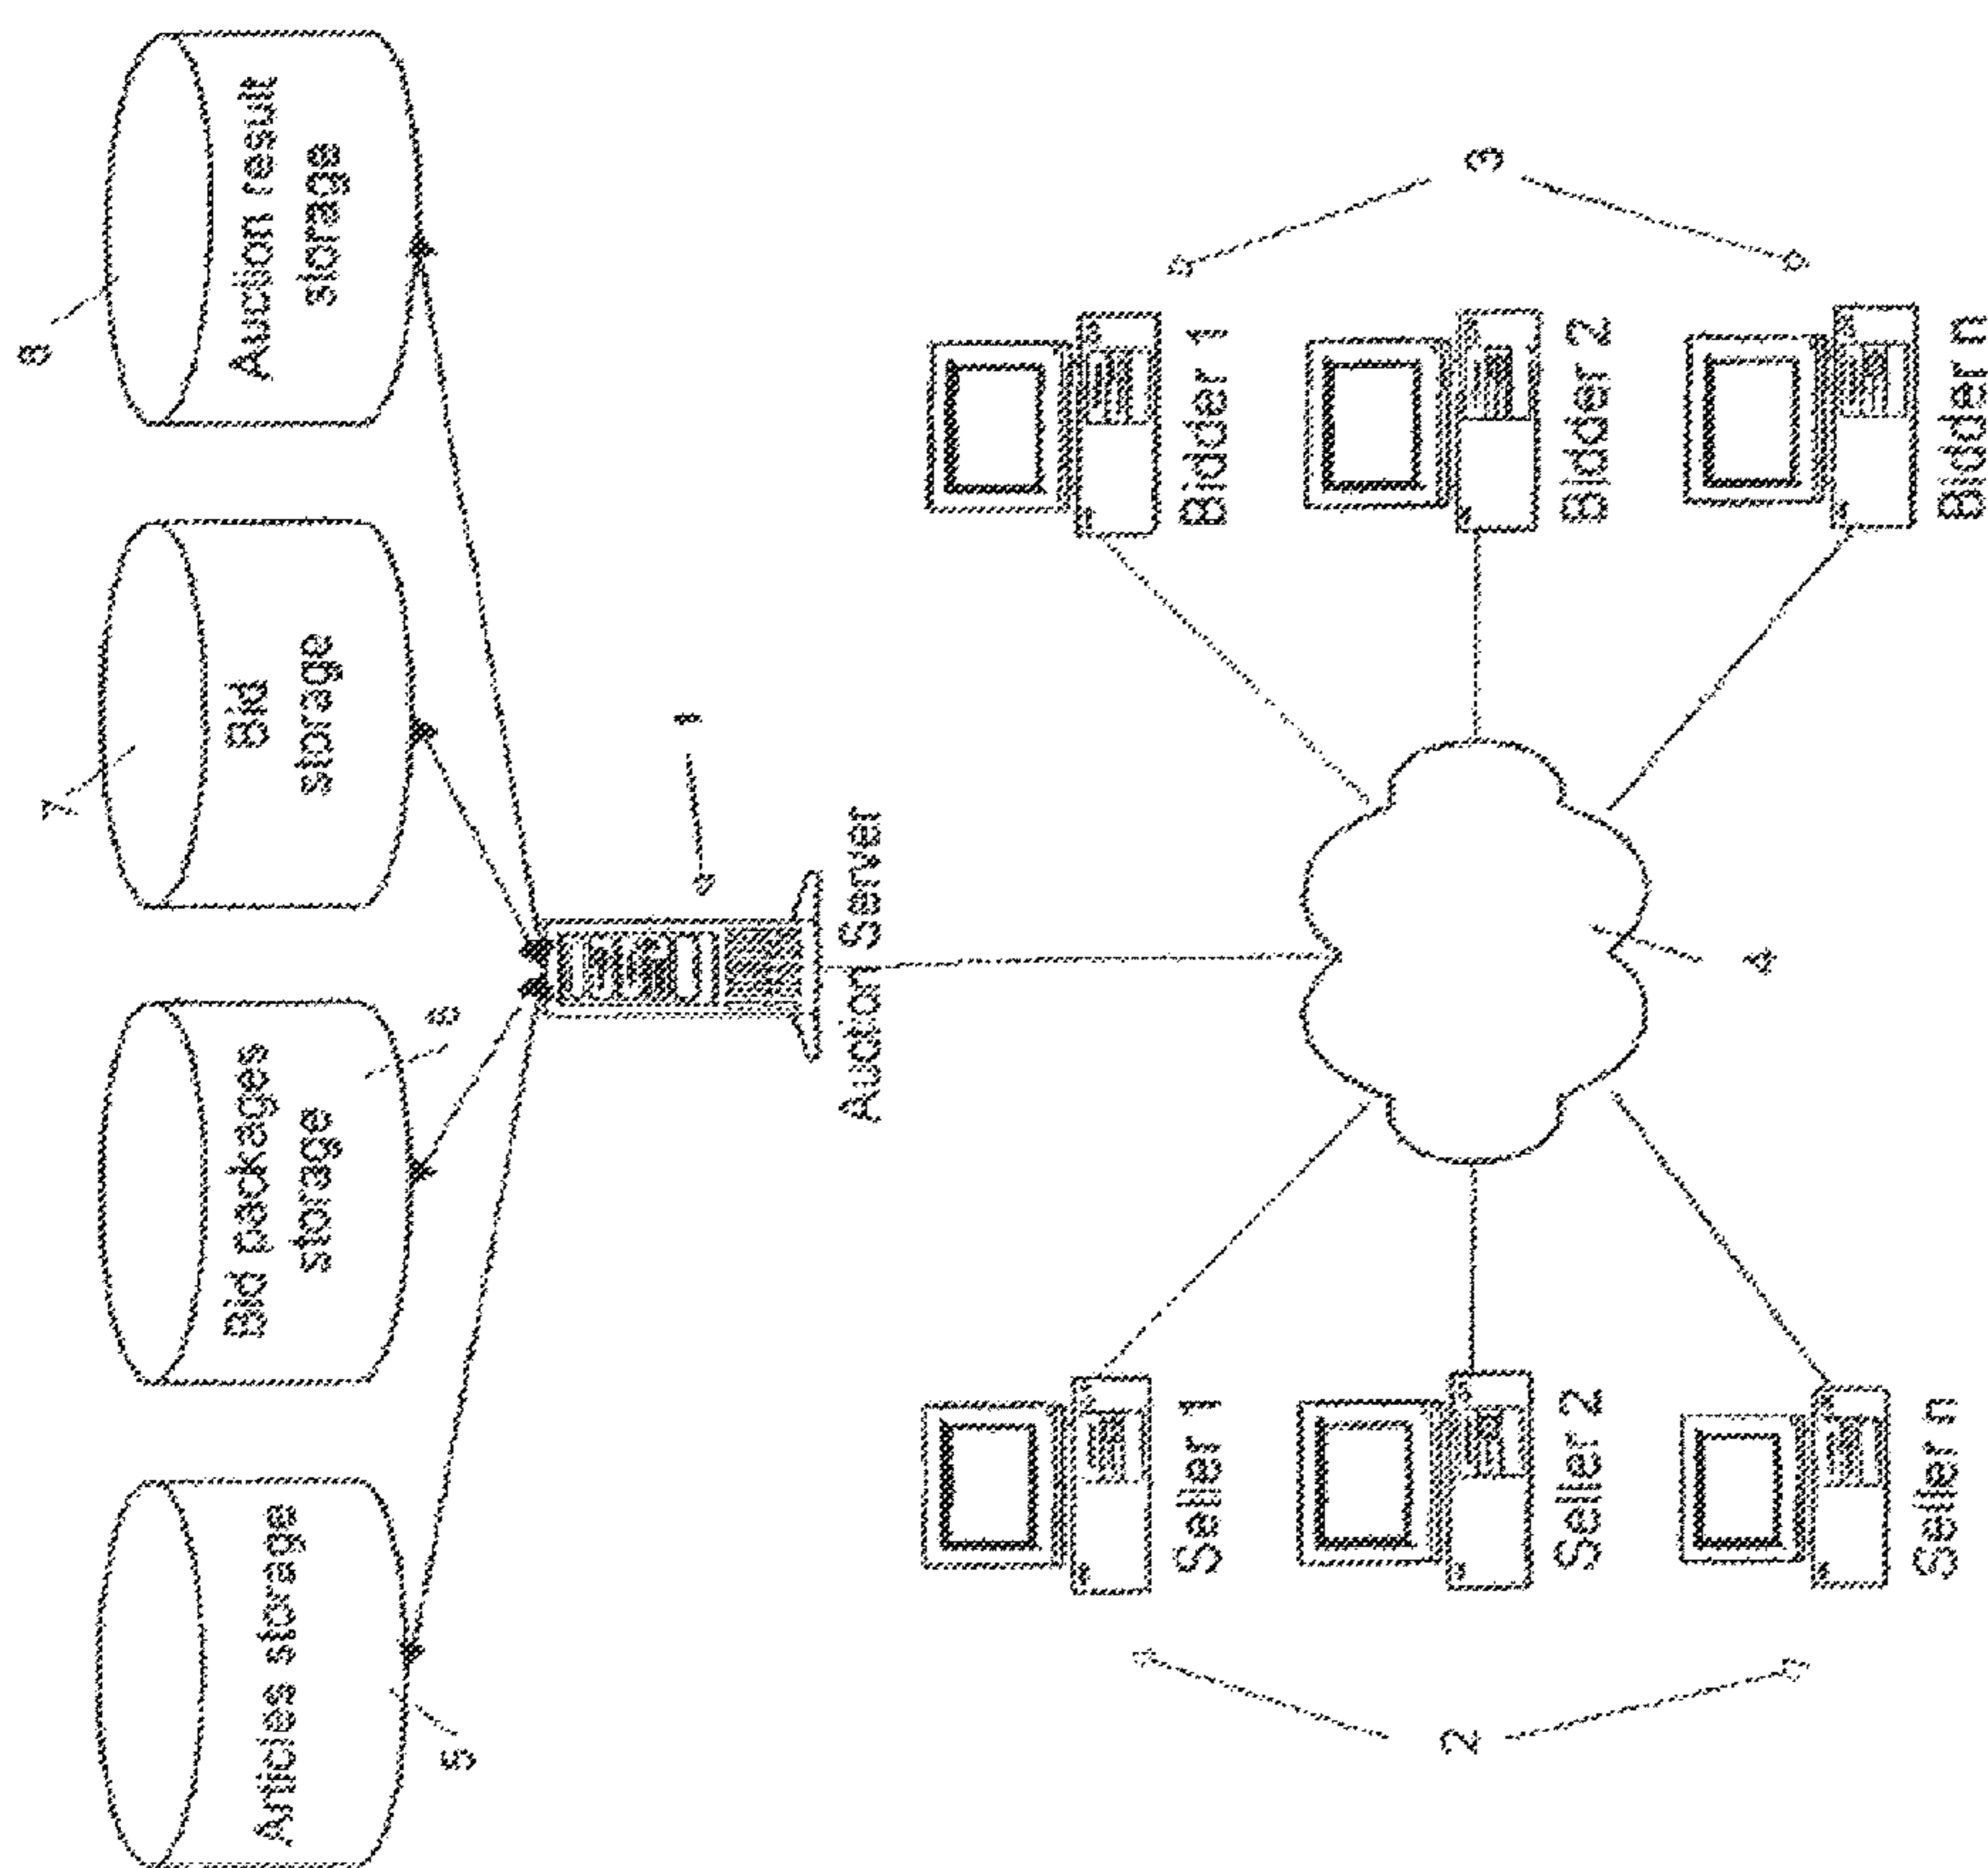 5
Articles storage
6
Bid packages
storage
7
Bid
storage
8
Auction result
storage
1
Auction Server
2
Seller 1
Seller 2
Seller n
4
3
Bidder 1
Bidder 2
Bidder n